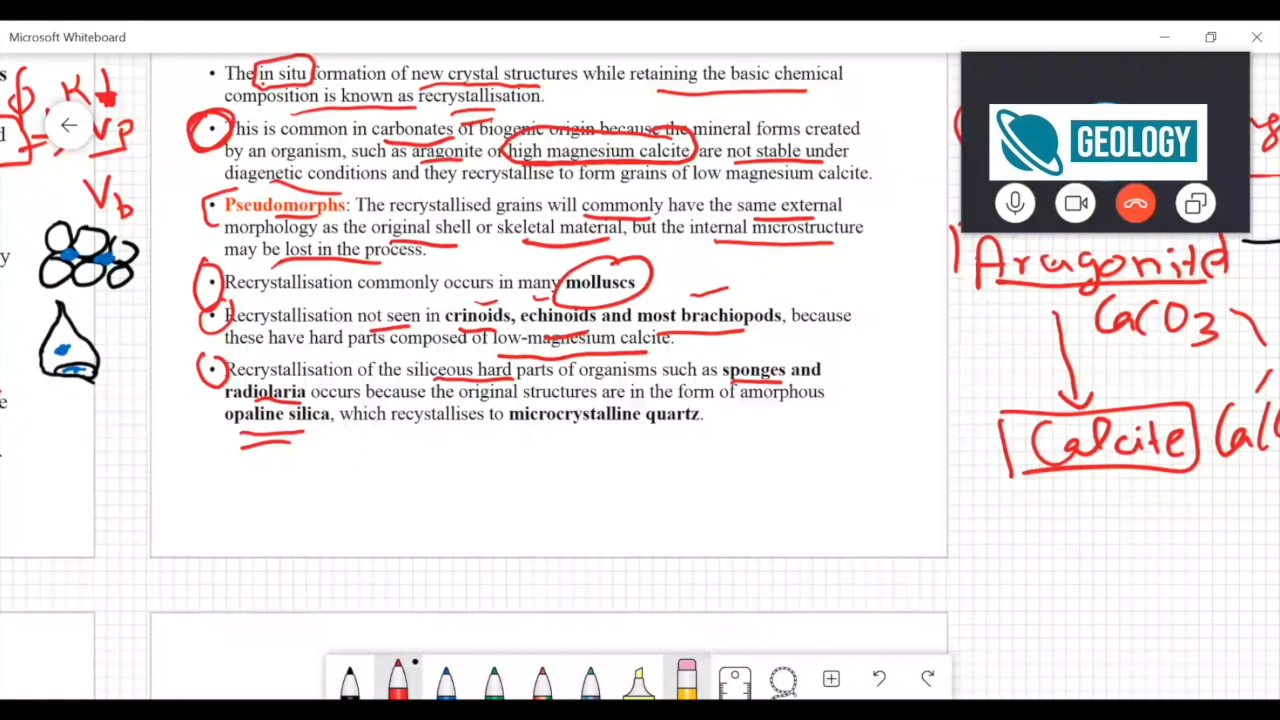 Microsoft Whiteboard
• The in situ formation of new crystal structures while retaining the basic chemical
composition is known as recrystallisation.
• This is common in carbonates of biogenic origin because the mineral forms created
by an organism, such as aragonite or high magnesium calcite, are not stable under
diagenetic conditions and they recrystallise to form grains of low magnesium calcite.
• Pseudomorphs: The recrystallised grains will commonly have the same external
morphology as the original shell or skeletal material, but the internal microstructure
may be lost in the process.
• Recrystallisation commonly occurs in many molluscs
• Recrystallisation not seen in crinoids, echinoids and most brachiopods, because
these have hard parts composed of low-magnesium calcite.
• Recrystallisation of the siliceous hard parts of organisms such as sponges and
radiolaria occurs because the original structures are in the form of amorphous
opaline silica, which recystallises to microcrystalline quartz.
GEOLOGY
Aragonite
CaCO3
Calcite
K
Vp
Vb
s
d
y
e